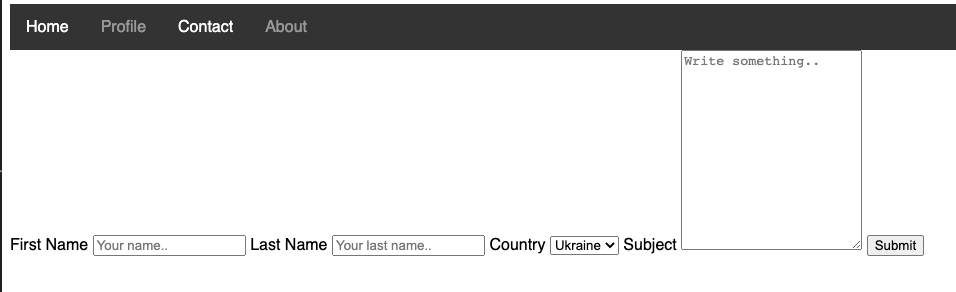 Home Profile Contact About
Write something..
First Name Your name.. Last Name Your last name.. Country Ukraine Subject Submit